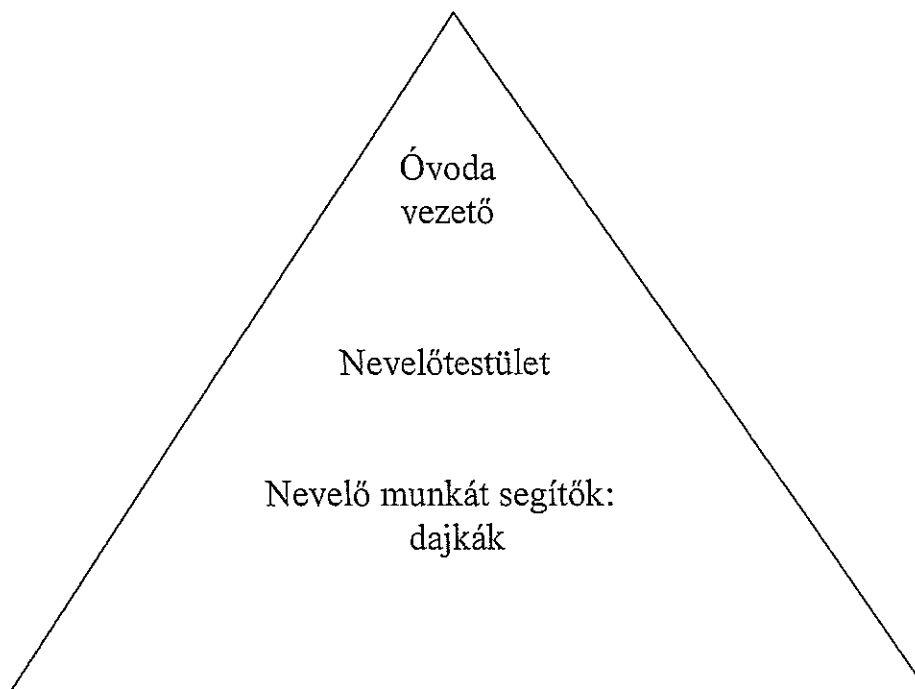 Óvoda
vezető
Nevelőtestület
Nevelő munkát segítők:
dajkák